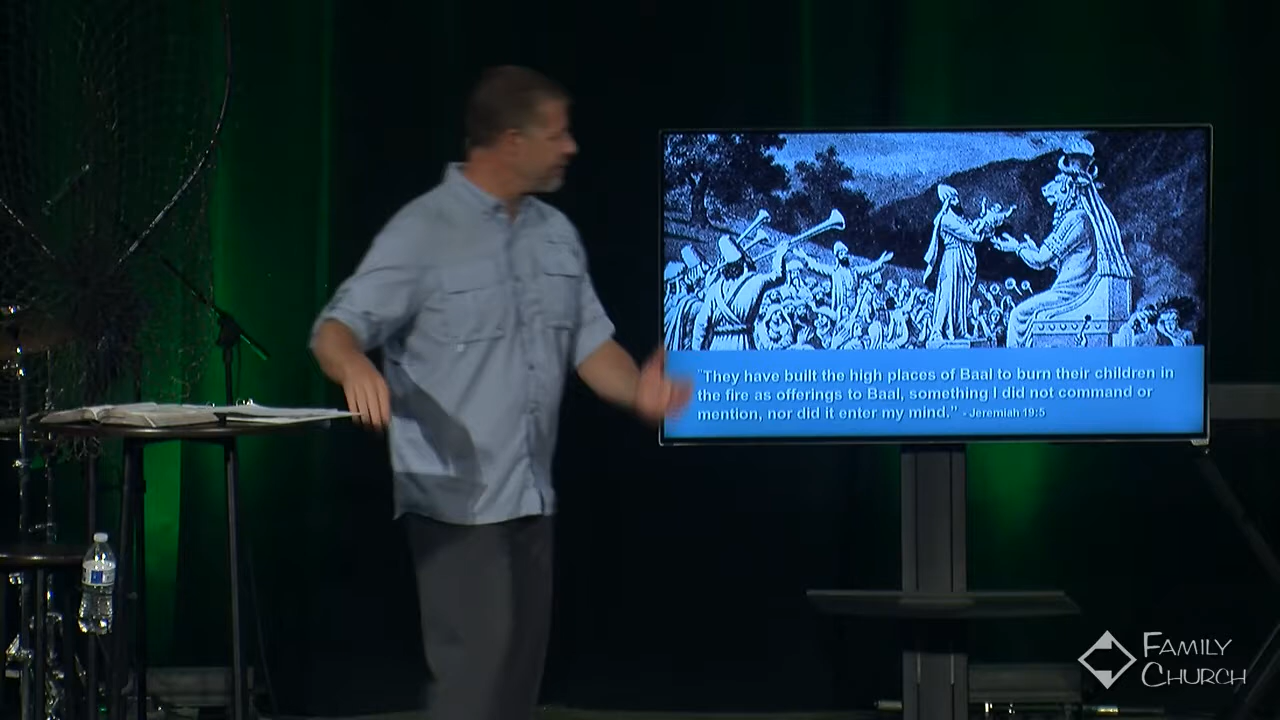 "They have built the high places of Baal to burn their children in
the fire as offerings to Baal, something I did not command or
mention, nor did it enter my mind." - Jeremiah 19:5
FAMILY
CHURCH